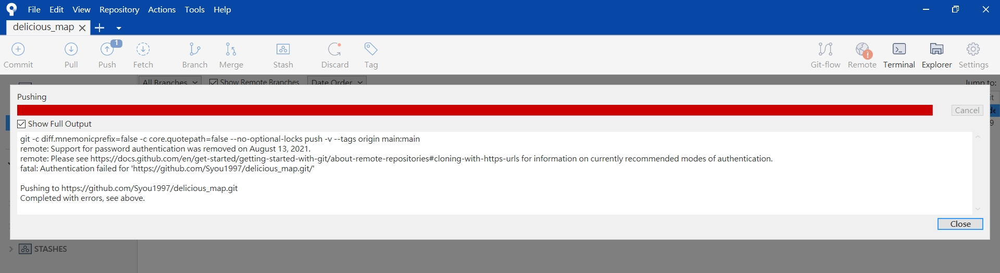 File Edit View Repository Actions Tools Help
delicious_map
1
Commit Pull Push Fetch Branch Merge Stash Discard Tag Git-flow Remote Terminal Explorer Settings
All Branches Show Remote Branches Date Order Jump to:
Pushing
Cancel
Show Full Output
git -c diff.mnemonicprefix=false -c core.quotepath=false --no-optional-locks push -v --tags origin main:main
remote: Support for password authentication was removed on August 13, 2021.
remote: Please see https://docs.github.com/en/get-started/getting-started-with-git/about-remote-repositories#cloning-with-https-urls for information on currently recommended modes of authentication.
fatal: Authentication failed for 'https://github.com/Syou1997/delicious_map.git/'
Pushing to https://github.com/Syou1997/delicious_map.git
Completed with errors, see above.
Close
STASHES